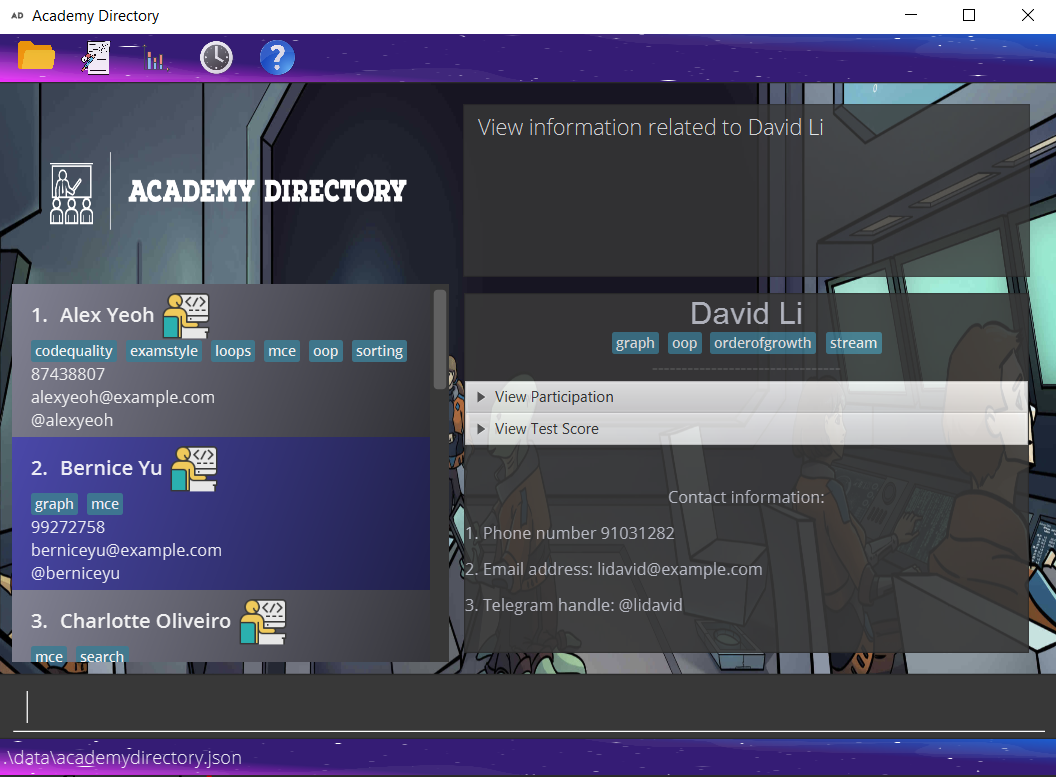 AD Academy Directory
ACADEMY DIRECTORY
View information related to David Li
1. Alex Yeoh
codequality examstyle loops mce oop sorting
87438807
alexyeoh@example.com
@alexyeoh
2. Bernice Yu
graph mce
99272758
berniceyu@example.com
@berniceyu
3. Charlotte Oliveiro
mce search
David Li
graph oop orderofgrowth stream
------------------------------------
View Participation
View Test Score
Contact information:
1. Phone number 91031282
2. Email address: lidavid@example.com
3. Telegram handle: @lidavid
.\data\academydirectory.json